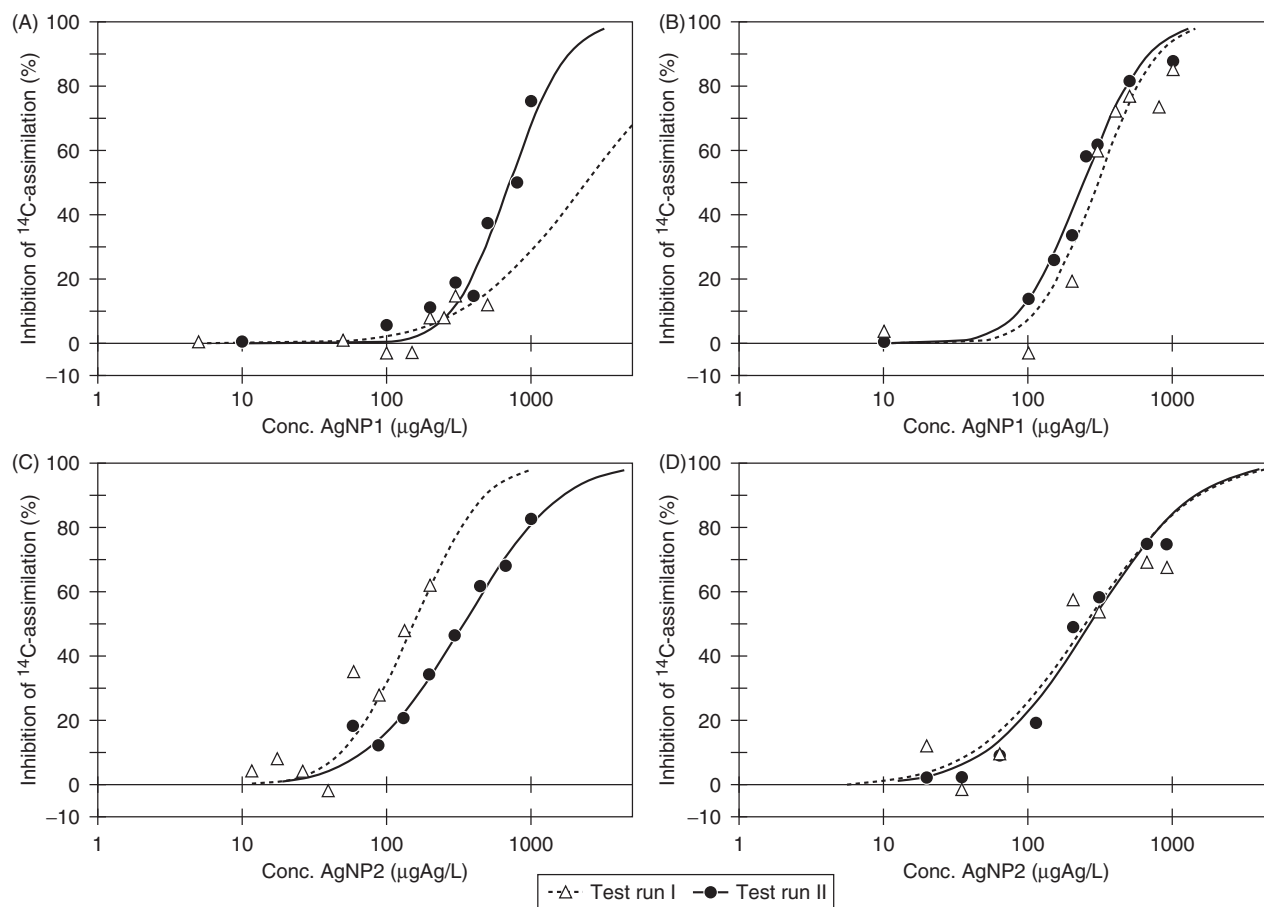 (A)
Inhibition of ¹⁴C-assimilation (%)
100
80
60
40
20
0
−10
1 10 100 1000
Conc. AgNP1 (μgAg/L)
(B)
Inhibition of ¹⁴C-assimilation (%)
100
80
60
40
20
0
−10
1 10 100 1000
Conc. AgNP1 (μgAg/L)
(C)
Inhibition of ¹⁴C-assimilation (%)
100
80
60
40
20
0
−10
1 10 100 1000
Conc. AgNP2 (μgAg/L)
(D)
Inhibition of ¹⁴C-assimilation (%)
100
80
60
40
20
0
−10
1 10 100 1000
Conc. AgNP2 (μgAg/L)
Test run I Test run II